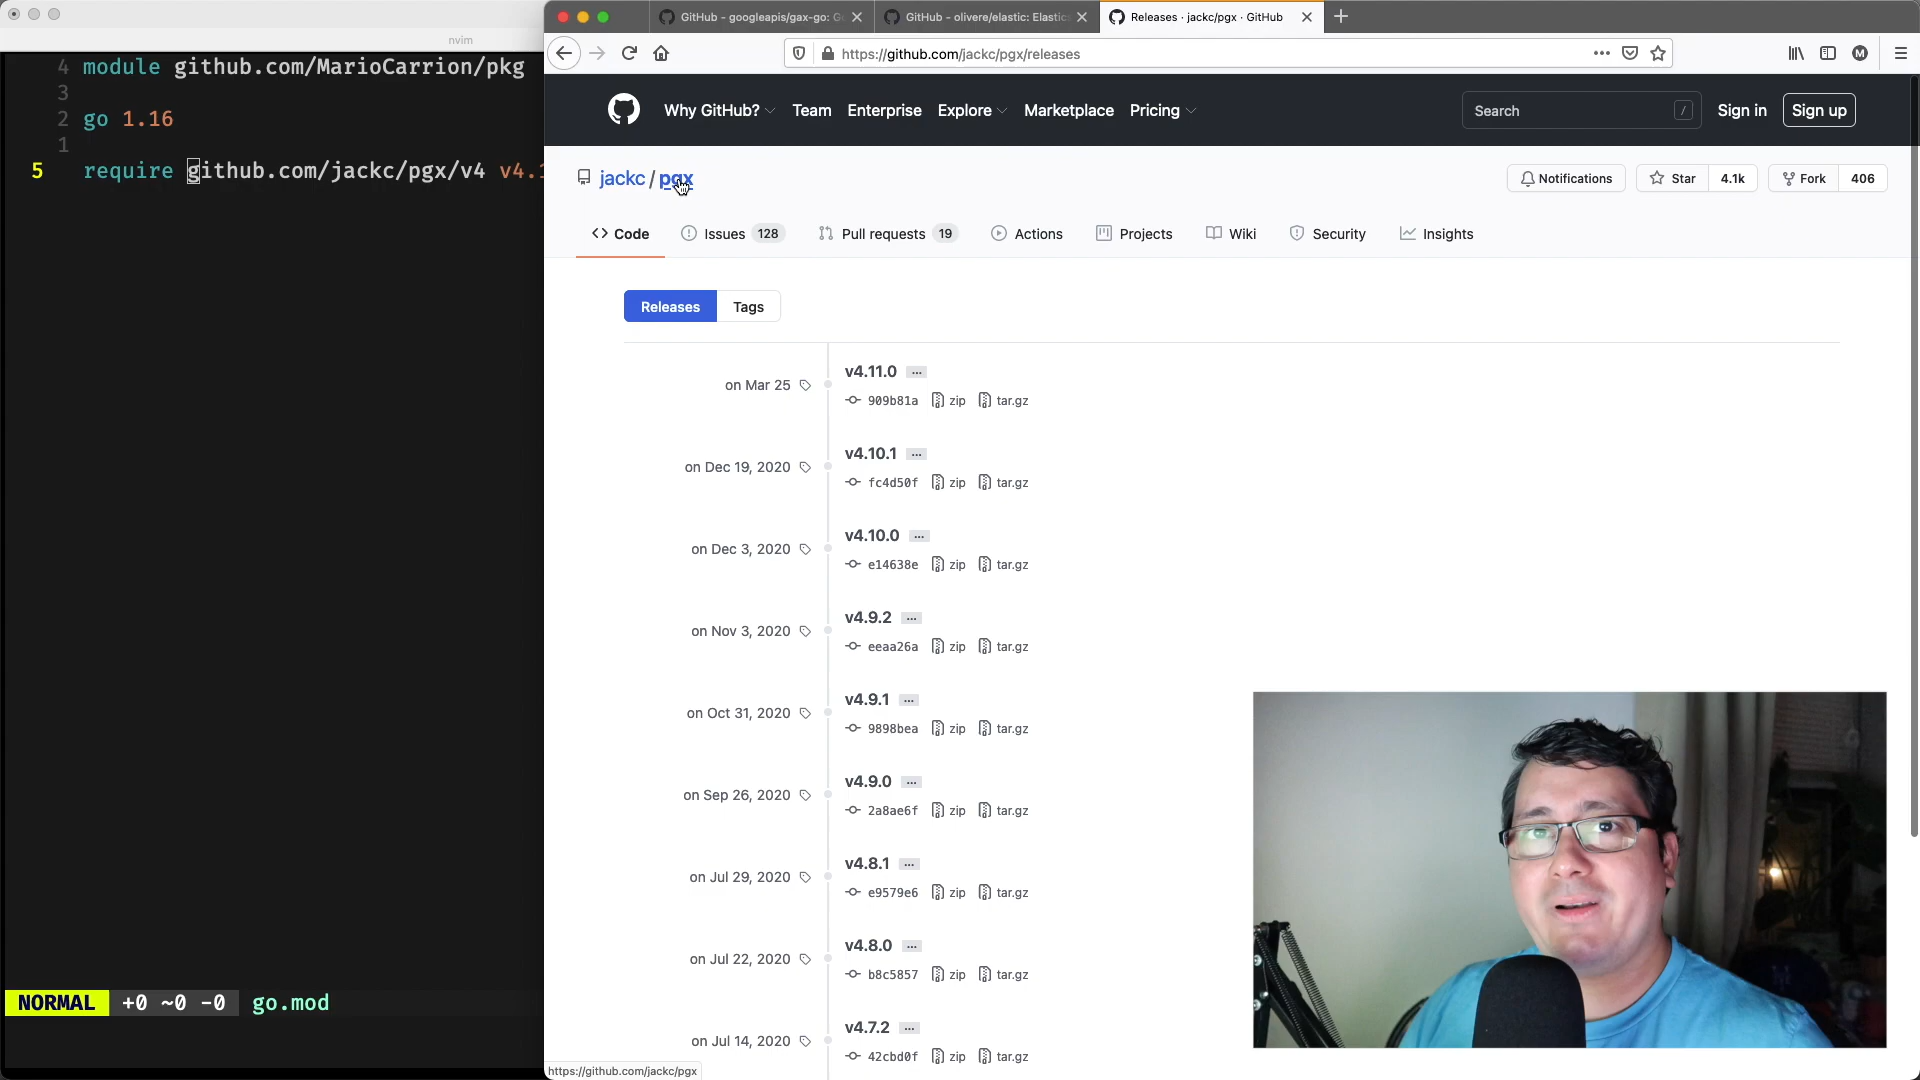 nvim
4 module github.com/MarioCarrion/pkg
3
2 go 1.16
1
5 require github.com/jackc/pgx/v4 v4.1
NORMAL +0 ~0 -0 go.mod
GitHub - googleapis/gax-go: G
GitHub - olivere/elastic: Elastic
Releases · jackc/pgx · GitHub
https://github.com/jackc/pgx/releases
M
Why GitHub? Team Enterprise Explore Marketplace Pricing
Search /
Sign in Sign up
jackc / pgx
Notifications Star 4.1k Fork 406
Code Issues 128 Pull requests 19 Actions Projects Wiki Security Insights
Releases Tags
on Mar 25 v4.11.0 ...
909b81a zip tar.gz
on Dec 19, 2020 v4.10.1 ...
fc4d50f zip tar.gz
on Dec 3, 2020 v4.10.0 ...
e14638e zip tar.gz
on Nov 3, 2020 v4.9.2 ...
eeaa26a zip tar.gz
on Oct 31, 2020 v4.9.1 ...
9898bea zip tar.gz
on Sep 26, 2020 v4.9.0 ...
2a8ae6f zip tar.gz
on Jul 29, 2020 v4.8.1 ...
e9579e6 zip tar.gz
on Jul 22, 2020 v4.8.0 ...
b8c5857 zip tar.gz
on Jul 14, 2020 v4.7.2 ...
42cbd0f zip tar.gz
https://github.com/jackc/pgx